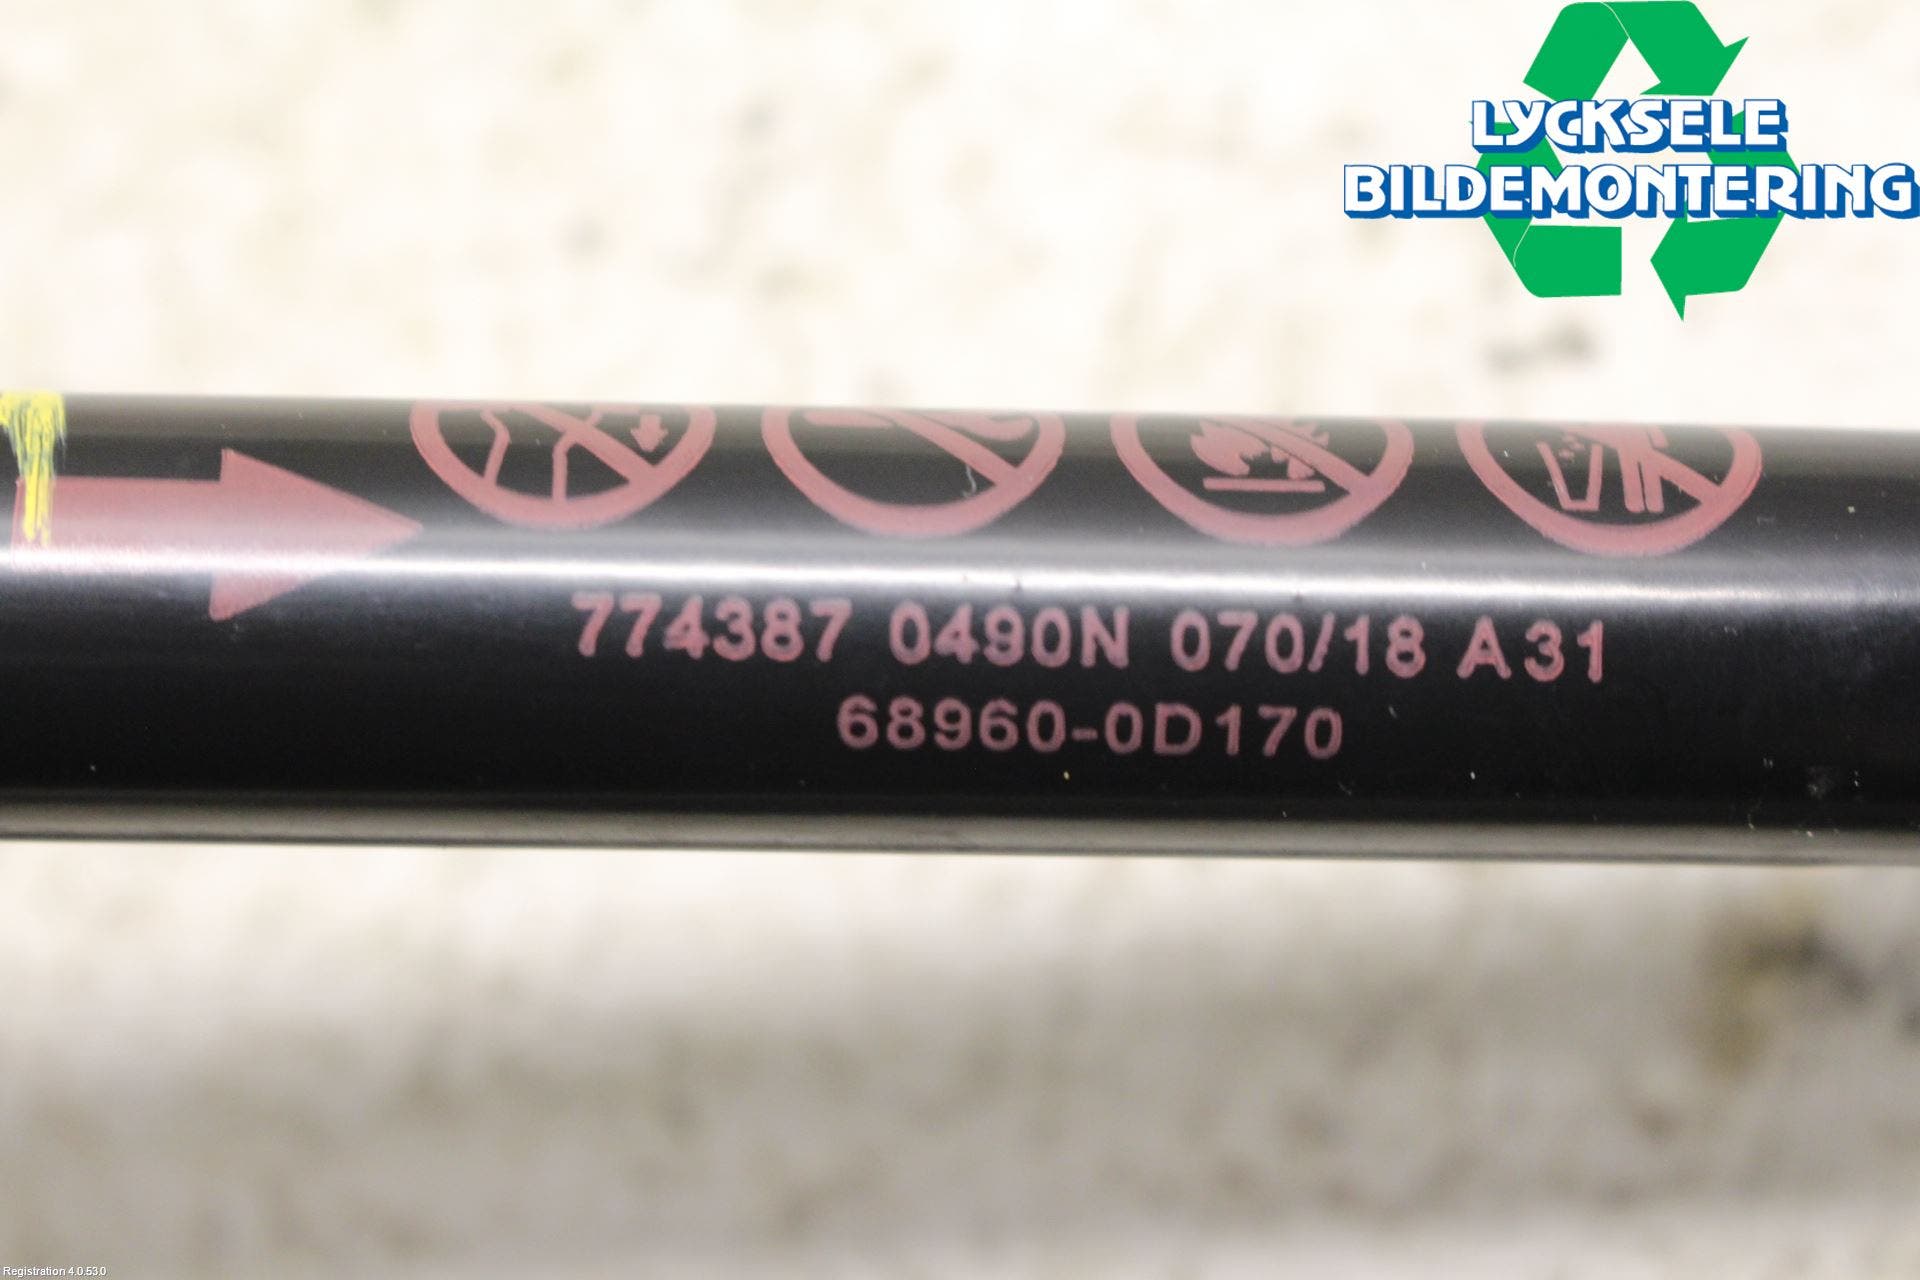 LYCKSELE
BILDEMONTERING
774387 0490N 070/18 A31
68960-0D170
Registration 4.0.53.0